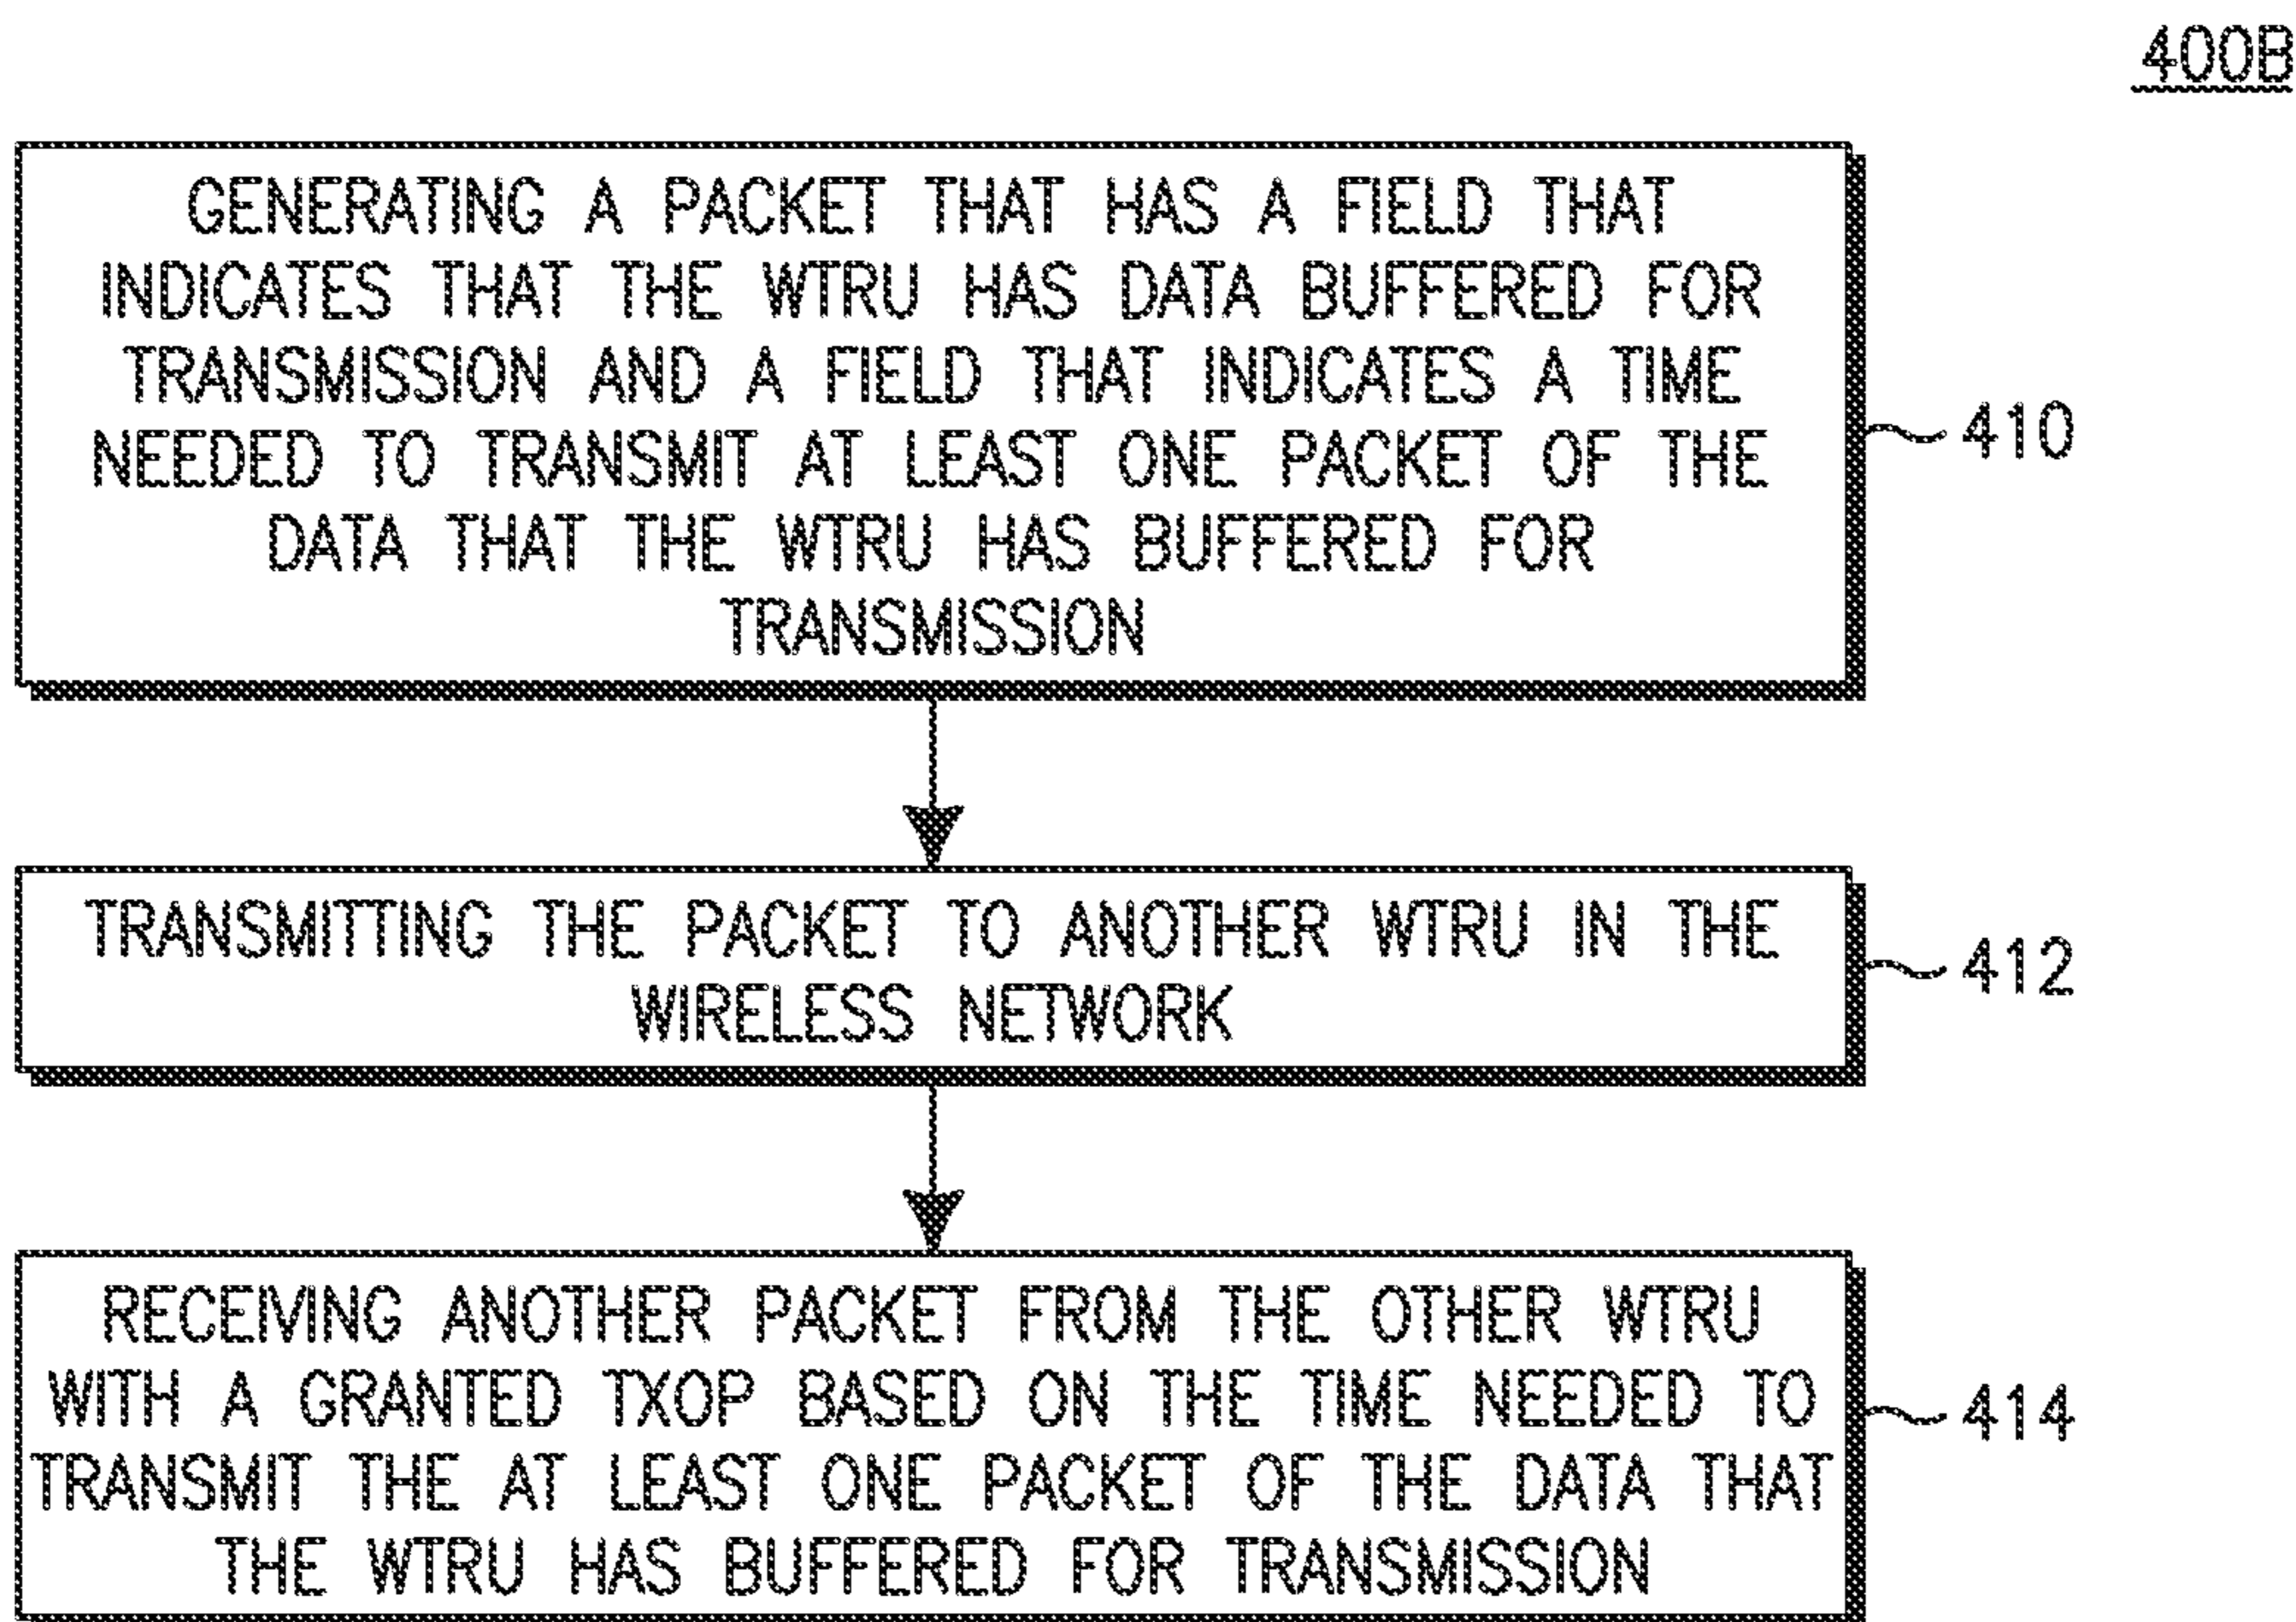 400B
GENERATING A PACKET THAT HAS A FIELD THAT
INDICATES THAT THE WTRU HAS DATA BUFFERED FOR
TRANSMISSION AND A FIELD THAT INDICATES A TIME
NEEDED TO TRANSMIT AT LEAST ONE PACKET OF THE
DATA THAT THE WTRU HAS BUFFERED FOR
TRANSMISSION
410
TRANSMITTING THE PACKET TO ANOTHER WTRU IN THE
WIRELESS NETWORK
412
RECEIVING ANOTHER PACKET FROM THE OTHER WTRU
WITH A GRANTED TXOP BASED ON THE TIME NEEDED TO
TRANSMIT THE AT LEAST ONE PACKET OF THE DATA THAT
THE WTRU HAS BUFFERED FOR TRANSMISSION
414